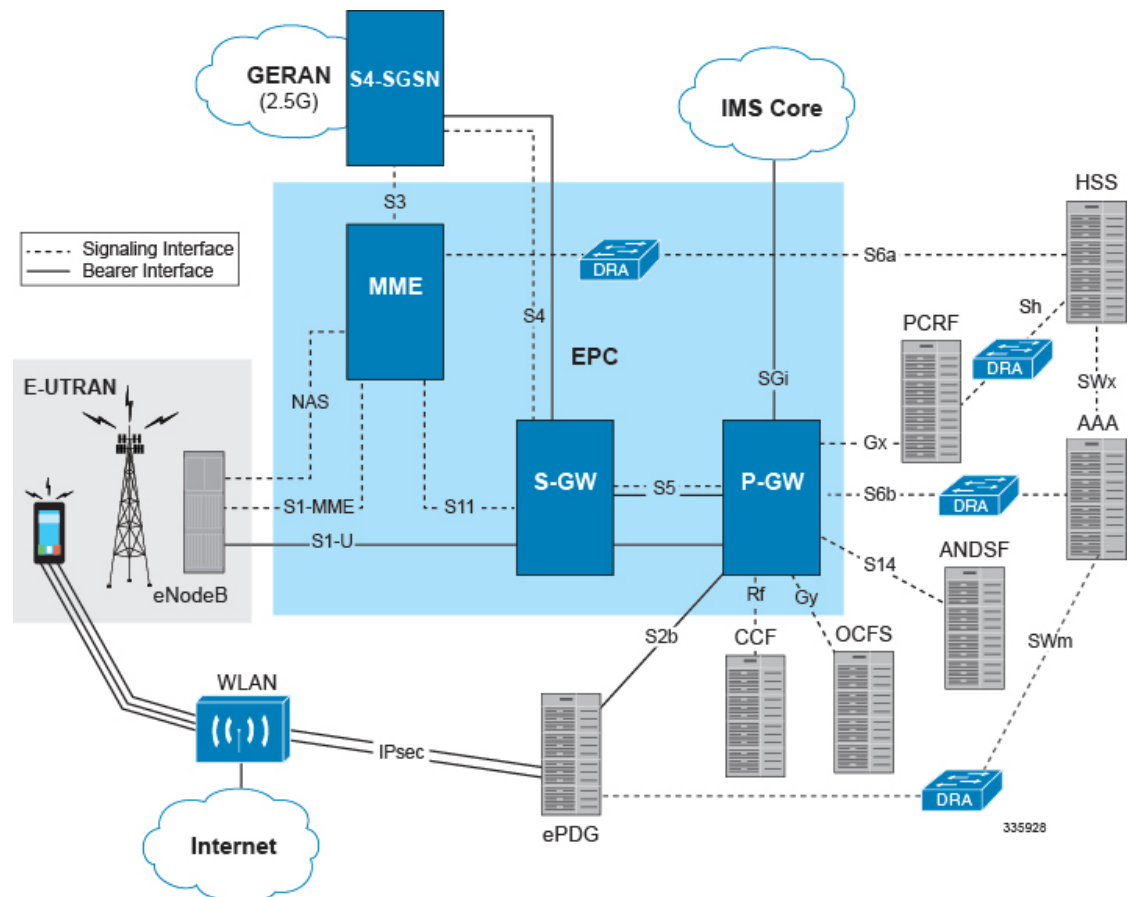 GERAN
(2.5G)
S4-SGSN
IMS Core
HSS
S3
Signaling Interface
Bearer Interface
MME
DRA
S6a
S4
EPC
Sh
PCRF
DRA
SWx
E-UTRAN
NAS
SGi
AAA
Gx
S-GW
S5
P-GW
S6b
DRA
S1-MME
S11
S1-U
S14
ANDSF
eNodeB
Rf
Gy
S2b
CCF
OCFS
SWm
WLAN
IPsec
DRA
335928
ePDG
Internet